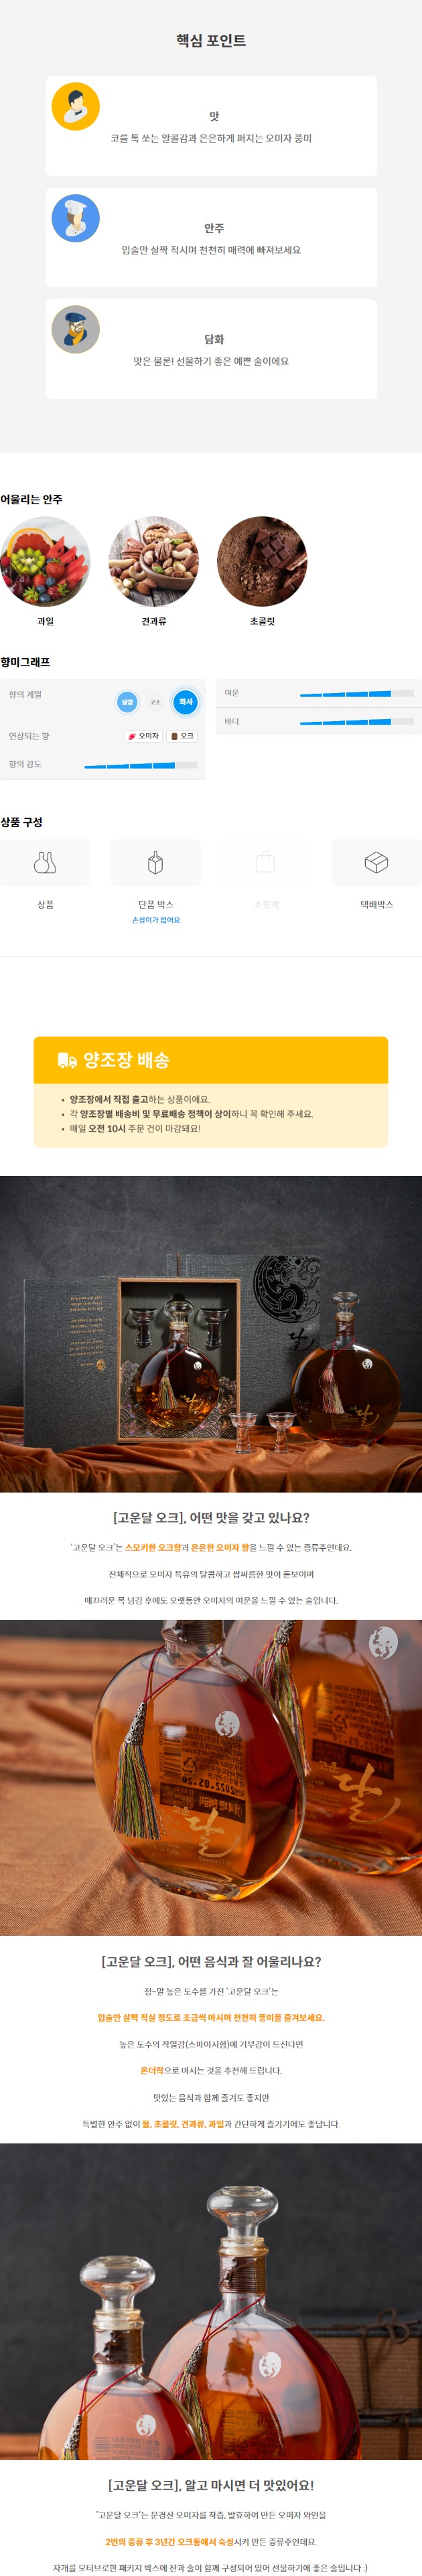 핵심 포인트
맛
코를 톡 쏘는 알콜감과 은은하게 퍼지는 오미자 풍미
안주
입술만 살짝 적시며 천천히 매력에 빠져보세요
담화
맛은 물론! 선물하기 좋은 예쁜 술이에요
어울리는 안주
과일 견과류 초콜릿
향미그래프
향의 계열 달콤 고소 화사
연상되는 향 오미자 오크
향의 강도
여운
바디
상품 구성
상품 단품 박스 쇼핑백 택배박스
손잡이가 없어요
양조장 배송
• 양조장에서 직접 출고하는 상품이에요.
• 각 양조장별 배송비 및 무료배송 정책이 상이하니 꼭 확인해 주세요.
• 매일 오전 10시 주문 건이 마감돼요!
달
[고운달 오크], 어떤 맛을 갖고 있나요?
'고운달 오크'는 스모키한 오크향과 은은한 오미자 향을 느낄 수 있는 증류주인데요.
전체적으로 오미자 특유의 달콤하고 쌉싸름한 맛이 돋보이며
매끄러운 목 넘김 후에도 오랫동안 오미자의 여운을 느낄 수 있는 술입니다.
달
[고운달 오크], 어떤 음식과 잘 어울리나요?
정~말 높은 도수를 가진 '고운달 오크'는
입술만 살짝 적실 정도로 조금씩 마시며 천천히 풍미를 즐겨보세요.
높은 도수의 작열감(스파이시함)에 거부감이 드신다면
온더락으로 마시는 것을 추천해 드립니다.
맛있는 음식과 함께 즐겨도 좋지만
특별한 안주 없이 물, 초콜릿, 견과류, 과일과 간단하게 즐기기에도 좋답니다.
[고운달 오크], 알고 마시면 더 맛있어요!
'고운달 오크'는 문경산 오미자를 착즙, 발효하여 만든 오미자 와인을
2번의 증류 후 3년간 오크통에서 숙성시켜 만든 증류주인데요.
자개를 모티브로한 패키지 박스에 잔과 술이 함께 구성되어 있어 선물하기에 좋은 술입니다 :)